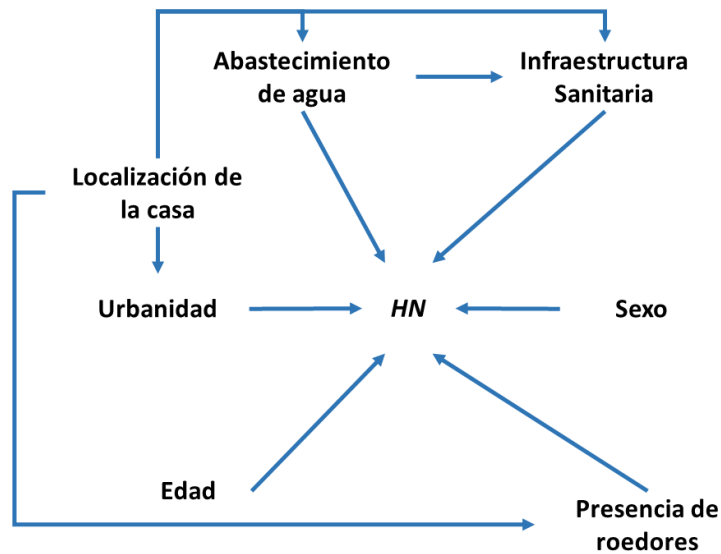 Abastecimiento
de agua
Infraestructura
Sanitaria
Localización de
la casa
Urbanidad
HN
Sexo
Edad
Presencia de
roedores